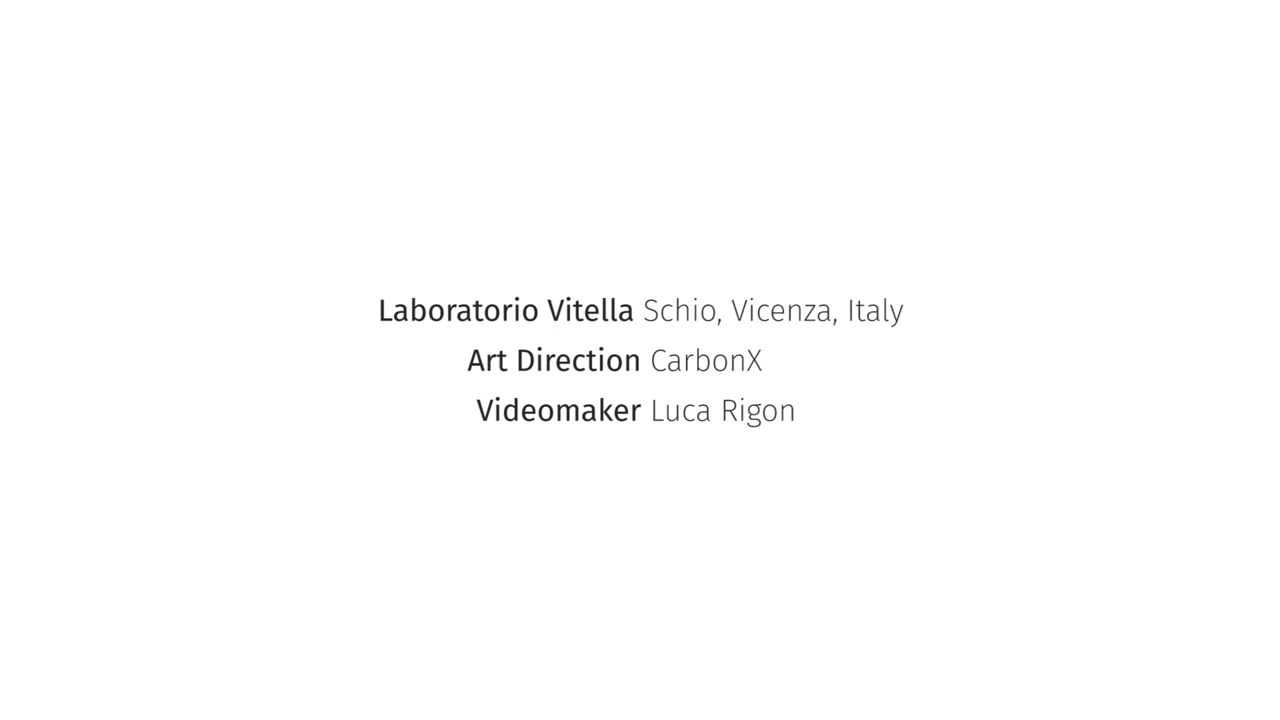 Laboratorio Vitella Schio, Vicenza, Italy
Art Direction CarbonX
Videomaker Luca Rigon